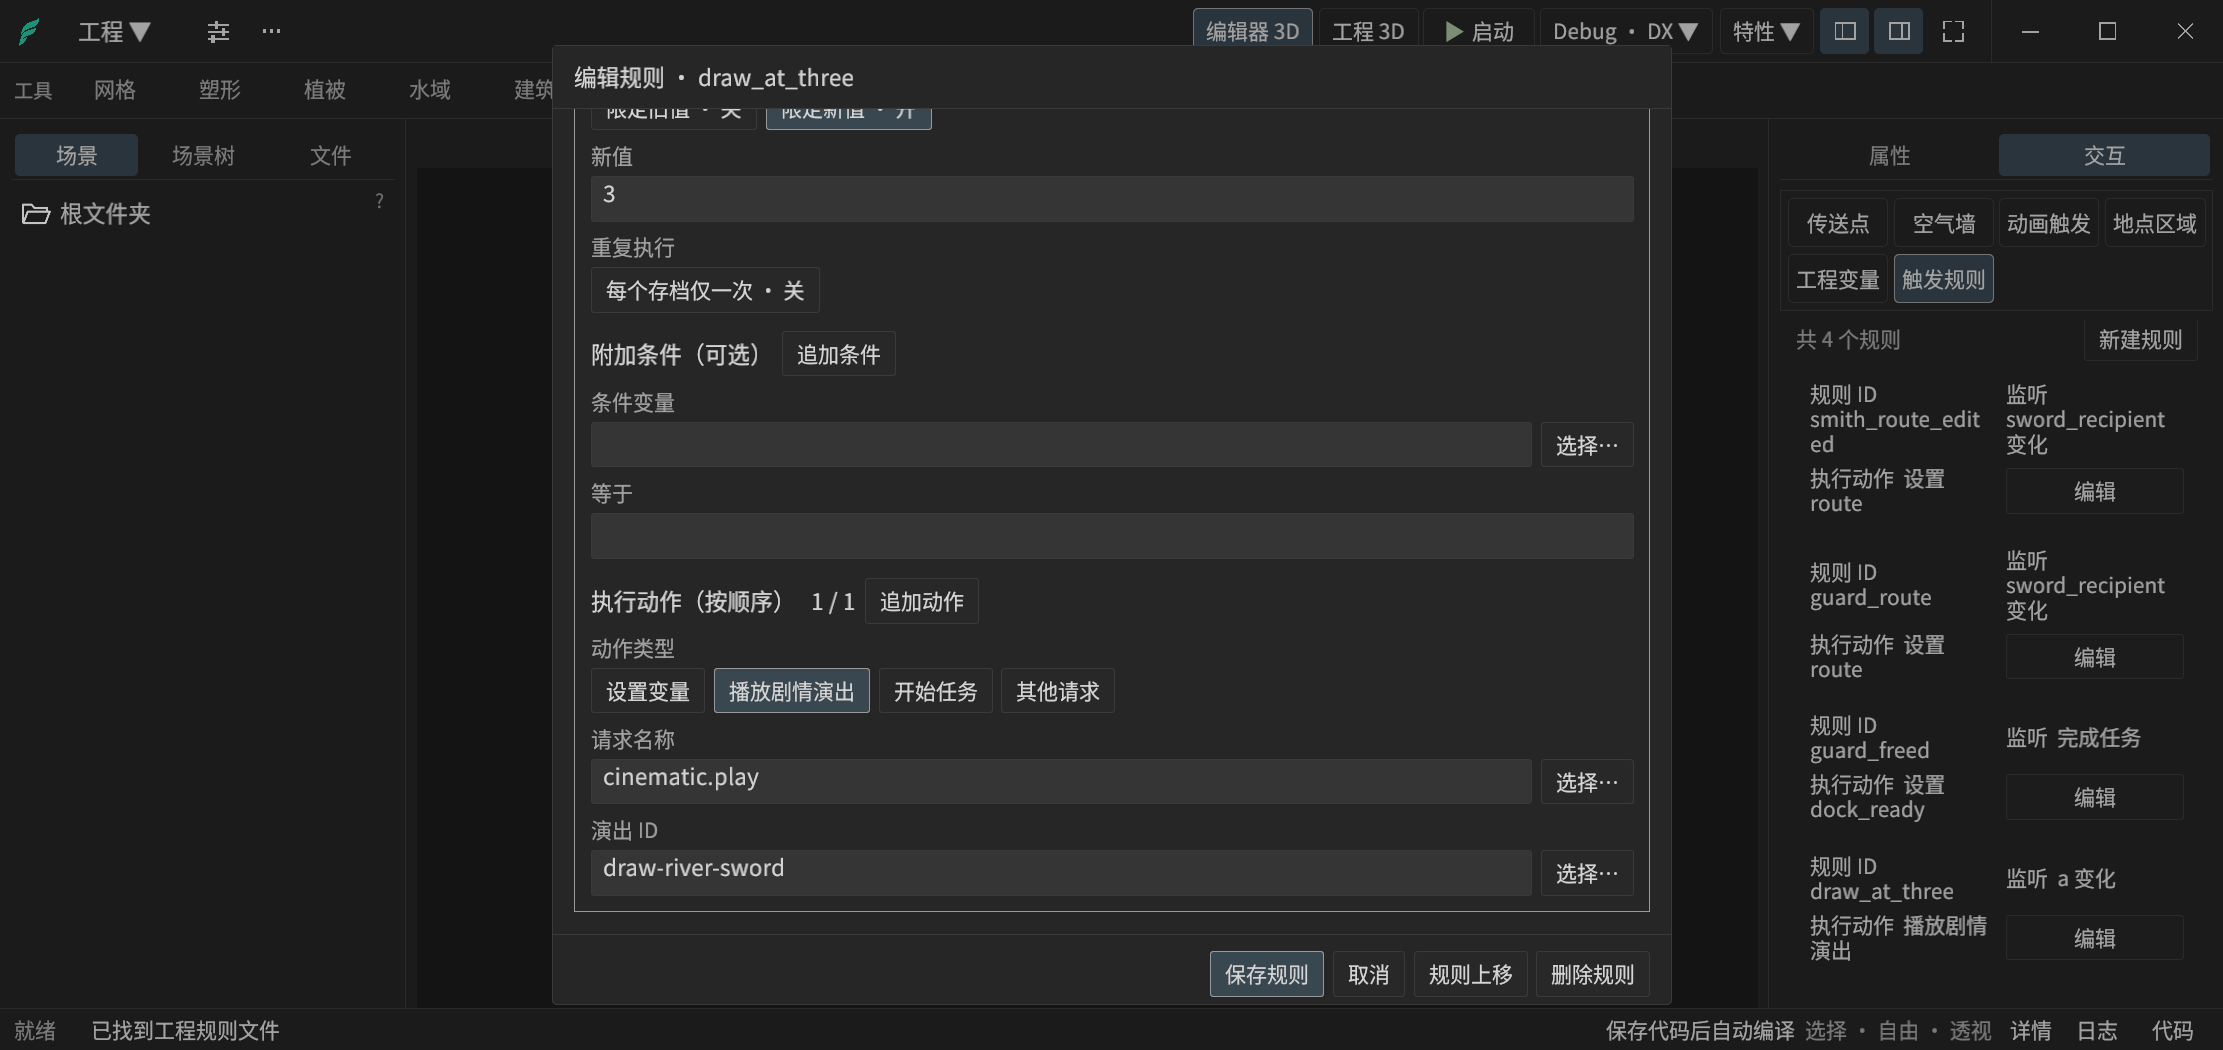 工程 ▼
编辑器 3D
工程 3D
启动
Debug · DX ▼
特性 ▼
工具
网格
塑形
植被
水域
建筑
编辑规则 · draw_at_three
场景
场景树
文件
根文件夹
?
限定旧值 · 关
限定新值 · 开
新值
3
重复执行
每个存档仅一次 · 关
附加条件（可选）
追加条件
条件变量
选择…
等于
执行动作（按顺序） 1 / 1
追加动作
动作类型
设置变量
播放剧情演出
开始任务
其他请求
请求名称
cinematic.play
选择…
演出 ID
draw-river-sword
选择…
保存规则
取消
规则上移
删除规则
属性
交互
传送点
空气墙
动画触发
地点区域
工程变量
触发规则
共 4 个规则
新建规则
规则 ID
smith_route_edit
ed
监听
sword_recipient
变化
执行动作 设置
route
编辑
规则 ID
guard_route
监听
sword_recipient
变化
执行动作 设置
route
编辑
规则 ID
guard_freed
监听 完成任务
执行动作 设置
dock_ready
编辑
规则 ID
draw_at_three
监听 a 变化
执行动作 播放剧情
演出
编辑
就绪
已找到工程规则文件
保存代码后自动编译
选择 · 自由 · 透视
详情
日志
代码